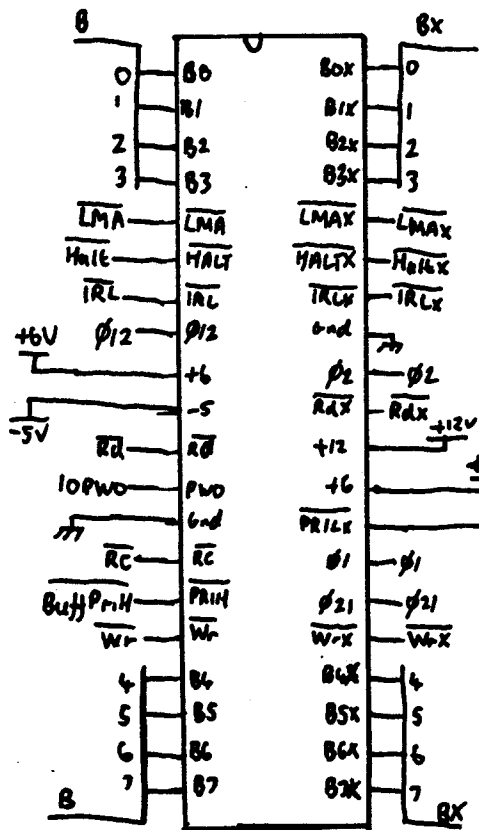 B BX
0 B0 B0X 0
1 B1 B1X 1
2 B2 B2X 2
3 B3 B3X 3
LMA LMA LMAX LMAX
Halt HALT HALTX HaltX
IRL IRL IRLX IRLX
Ø12 Ø12 Gnd
+6V +6 Ø2 Ø2
-5V -5 RdX RdX
Rd Rd +12 +12V
IOPWO PWO +6
Gnd PRILX
RC RC Ø1 Ø1
BuffPriH PRIH Ø21 Ø21
Wr Wr WrX WrX
4 B4 B4X 4
5 B5 B5X 5
6 B6 B6X 6
7 B7 B7X 7
B BX